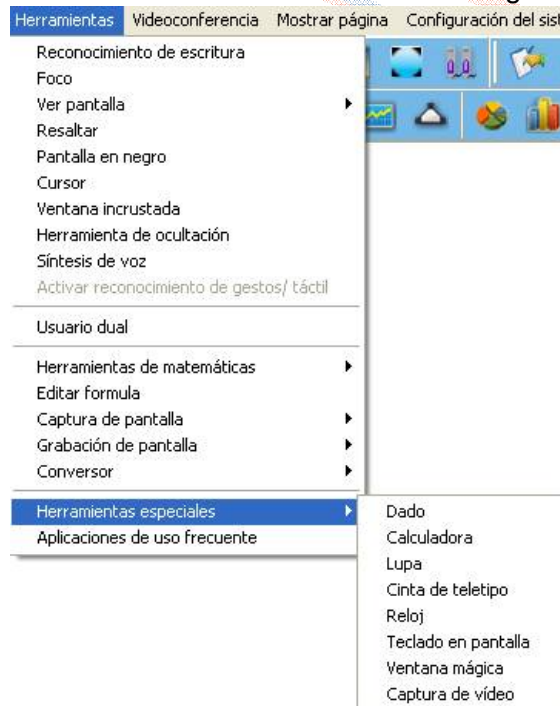 Herramientas Videoconferencia Mostrar página Configuración del sist
Reconocimiento de escritura
Foco
Ver pantalla
Resaltar
Pantalla en negro
Cursor
Ventana incrustada
Herramienta de ocultación
Síntesis de voz
Activar reconocimiento de gestos/ táctil
Usuario dual
Herramientas de matemáticas
Editar formula
Captura de pantalla
Grabación de pantalla
Conversor
Herramientas especiales
Aplicaciones de uso frecuente
Dado
Calculadora
Lupa
Cinta de teletipo
Reloj
Teclado en pantalla
Ventana mágica
Captura de vídeo